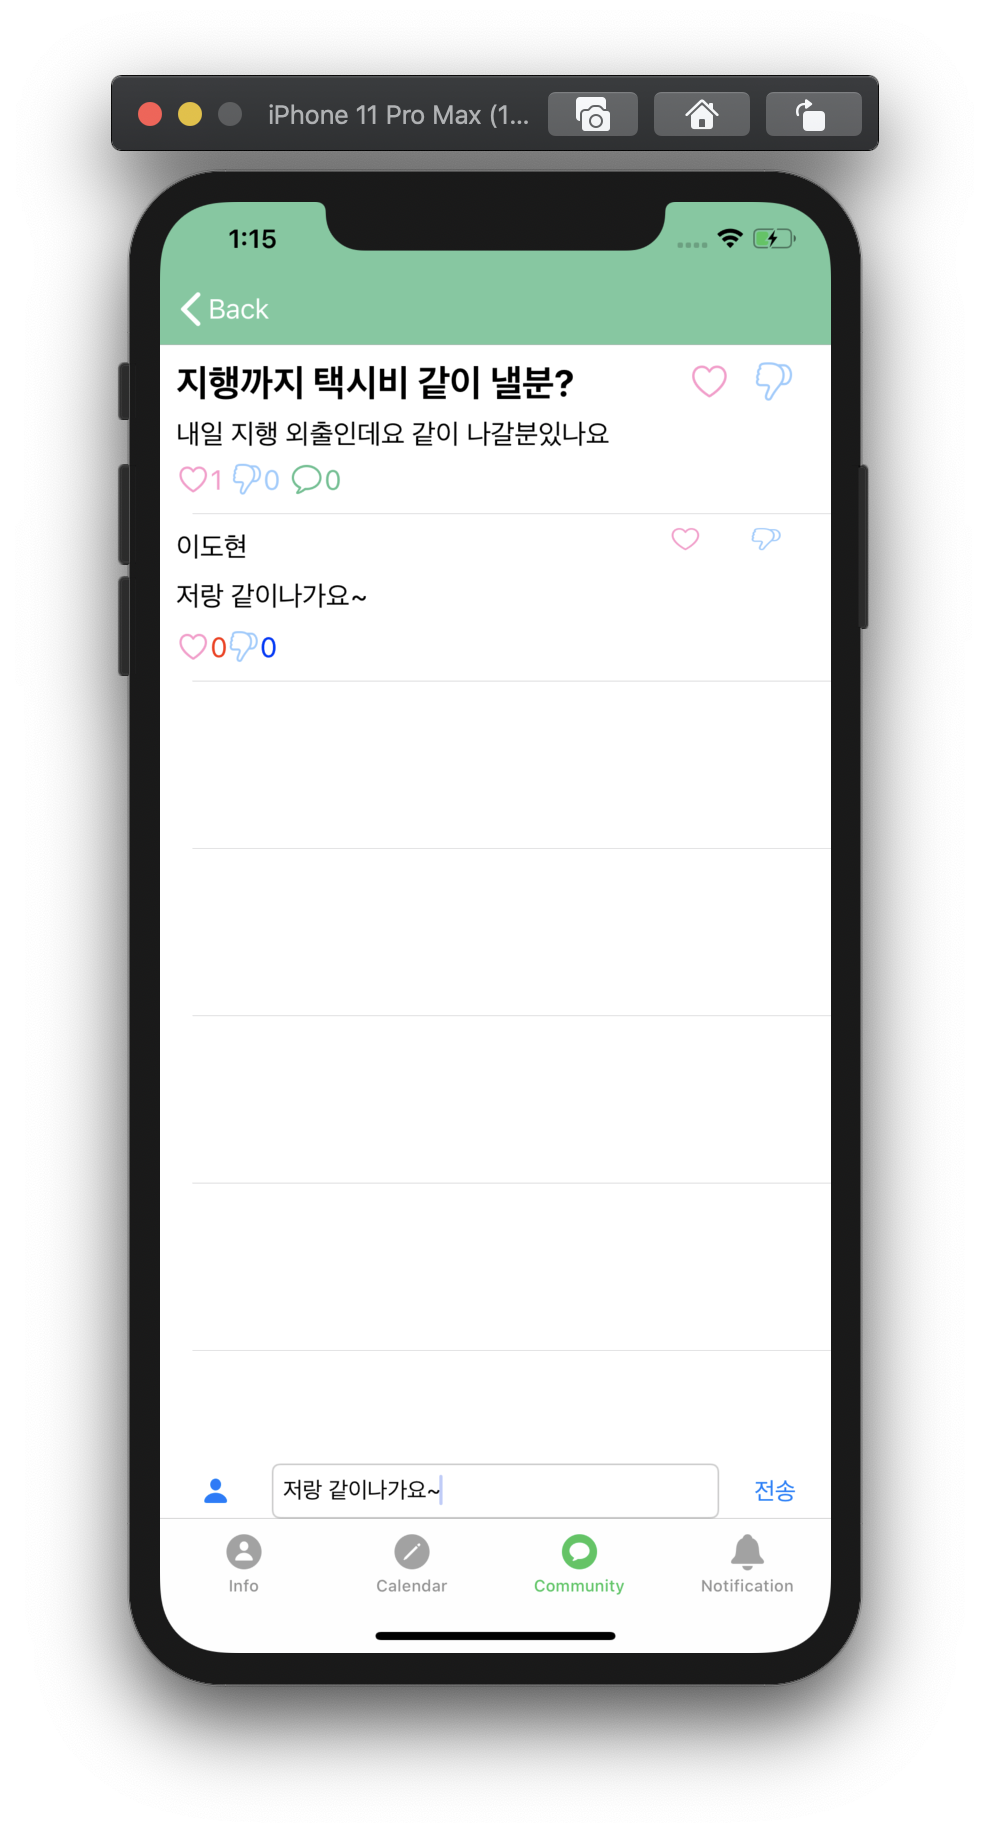 iPhone 11 Pro Max (1...
1:15
Back
지행까지 택시비 같이 낼분?
내일 지행 외출인데요 같이 나갈분있나요
1 0 0
이도현
저랑 같이나가요~
0 0
저랑 같이나가요~
전송
Info Calendar Community Notification